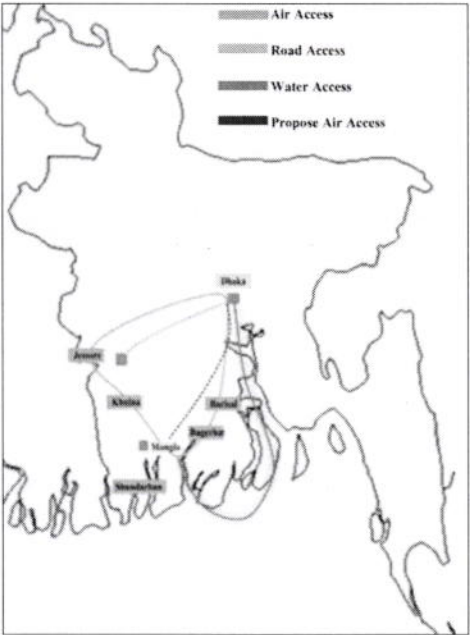 Air Access
Road Access
Water Access
Propose Air Access
Dhaka
Jessore
Khulna
Barisal
Bagerhat
Mongla
Shundarban